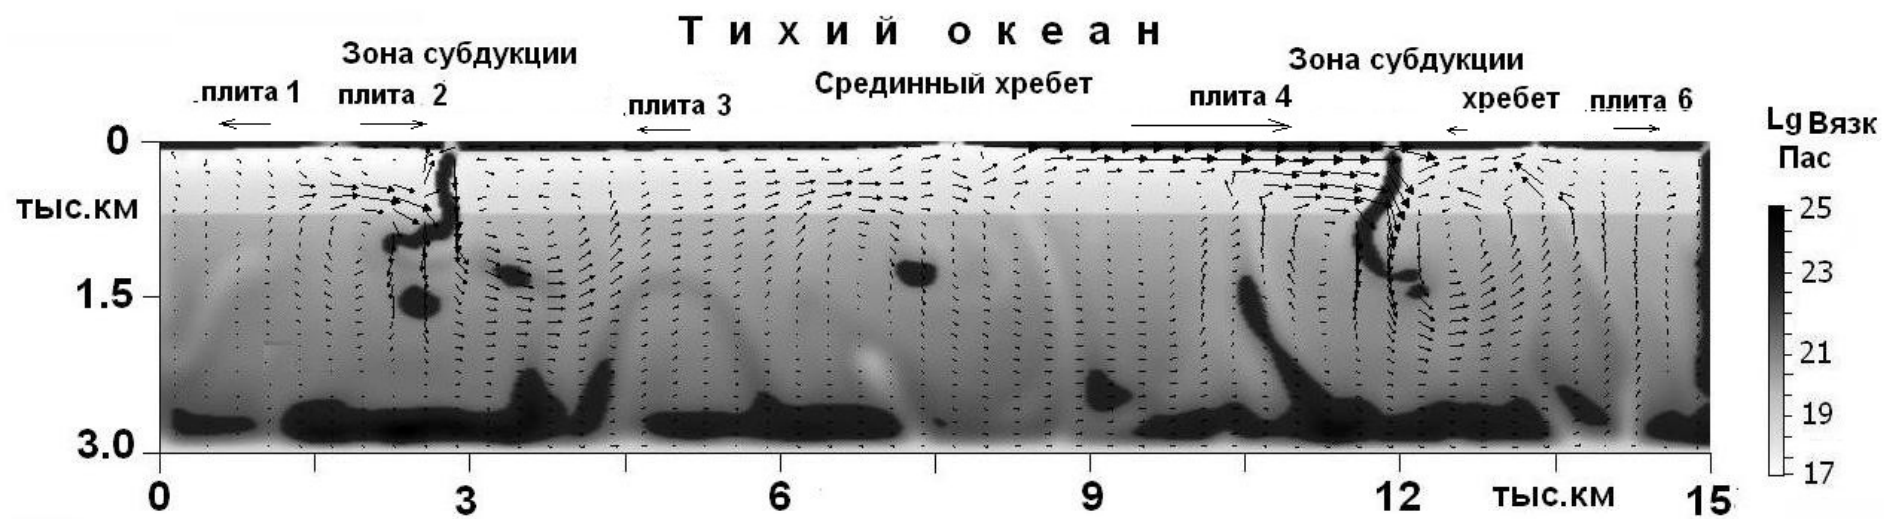 Тихий океан
Зона субдукции
Зона субдукции
Срединный хребет
плита 1
плита 2
плита 3
плита 4
хребет
плита 6
Lg Вязк
Пас
0
тыс.км
1.5
3.0
25
23
21
19
17
0
3
6
9
12
тыс.км
15